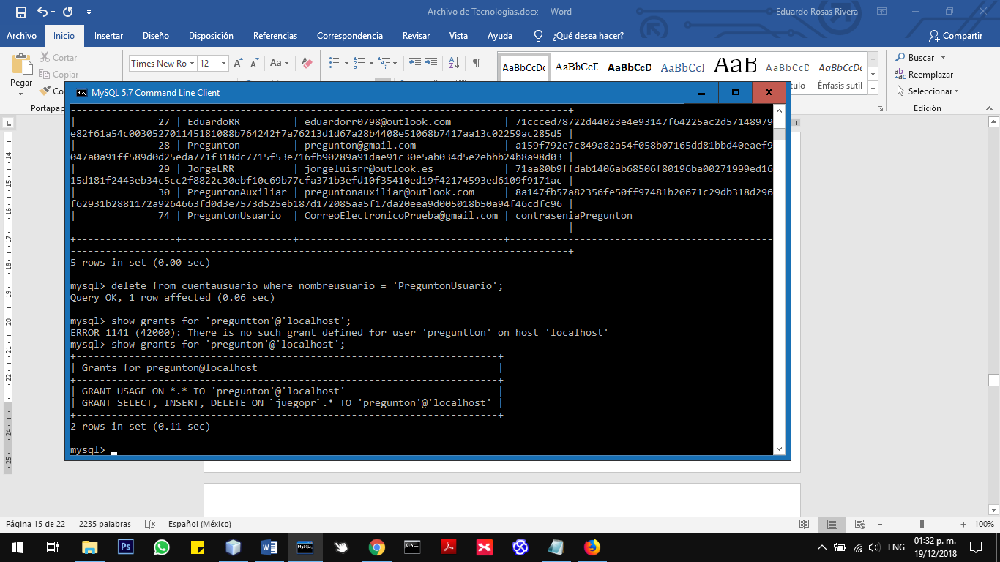 Archivo de Tecnologias.docx - Word
Eduardo Rosas Rivera
Archivo Inicio Insertar Diseño Disposición Referencias Correspondencia Revisar Vista Ayuda ¿Qué desea hacer? Compartir
Pegar
Cortar
Copiar
Co
Portapap
Times New Ro 12
AaBbCcDc AaBbCcD AaBbCcD AaBbCcl AaB AaBbCcD AaBbCcDc
tulo Énfasis sutil
Buscar
Reemplazar
Seleccionar
Edición
MySQL 5.7 Command Line Client
---------------------------------------------------------------------------------------+
| 27 | EduardoRR | eduardorr0798@outlook.com | 71ccced78722d44023e4e93147f64225ac2d57148979
e82f61a54c003052701145181088b764242f7a76213d1d67a28b4408e51068b7417aa13c02259ac285d5 |
| 28 | Pregunton | pregunton@gmail.com | a159f792e7c849a82a54f058b07165dd81bbd40eaef9
047a0a91ff589d0d25eda771f318dc7715f53e716fb90289a91dae91c30e5ab034d5e2ebbb24b8a98d03 |
| 29 | JorgeLRR | jorgeluisrr@outlook.es | 71aa80b9ffdab1406ab68506f80196ba00271999ed16
15d181f2443eb34c5cc2f8822c30ebf10c69b77cfa371b3efd10f35410ed19f42174593ed6109f9171ac |
| 30 | PreguntonAuxiliar | preguntonauxiliar@outlook.com | 8a147fb57a82356fe50ff97481b20671c29db318d296
f62931b2881172a9264663fd0d3e7573d525eb187d172085aa5f17da20eea9d005018b50a94f46cdfc96 |
| 74 | PreguntonUsuario | CorreoElectronicoPrueba@gmail.com | contraseniaPregunton
|
+-----------------+-------------------+-----------------------------------+---------------------------------------------
---------------------------------------------------------------------------------------+
5 rows in set (0.00 sec)
mysql> delete from cuentausuario where nombreusuario = 'PreguntonUsuario';
Query OK, 1 row affected (0.06 sec)
mysql> show grants for 'preguntton'@'localhost';
ERROR 1141 (42000): There is no such grant defined for user 'preguntton' on host 'localhost'
mysql> show grants for 'pregunton'@'localhost';
+------------------------------------------------------------------------+
| Grants for pregunton@localhost |
+------------------------------------------------------------------------+
| GRANT USAGE ON *.* TO 'pregunton'@'localhost' |
| GRANT SELECT, INSERT, DELETE ON `juegopr`.* TO 'pregunton'@'localhost' |
+------------------------------------------------------------------------+
2 rows in set (0.11 sec)
mysql>
Página 15 de 22 2235 palabras Español (México) 100%
ENG
01:32 p. m.
19/12/2018